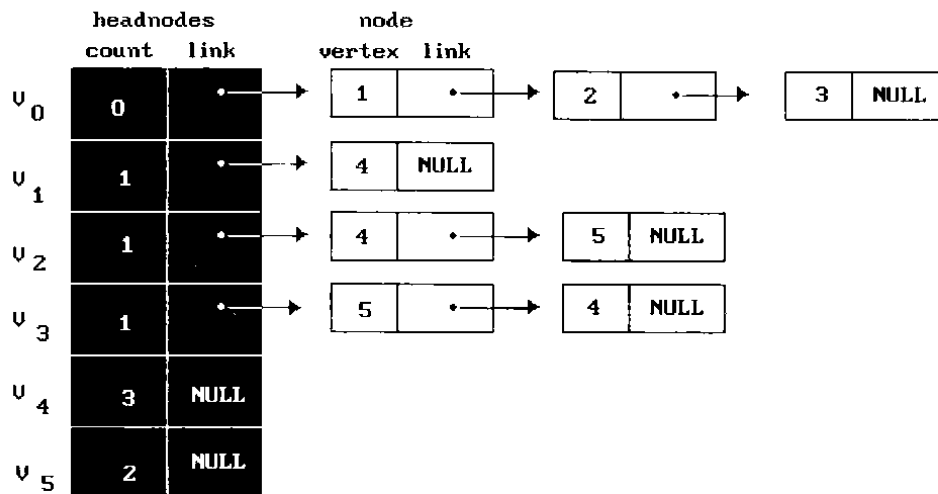 headnodes node
count link vertex link
V0 0 1 2 3 NULL
V1 1 4 NULL
V2 1 4 5 NULL
V3 1 5 4 NULL
V4 3 NULL
V5 2 NULL